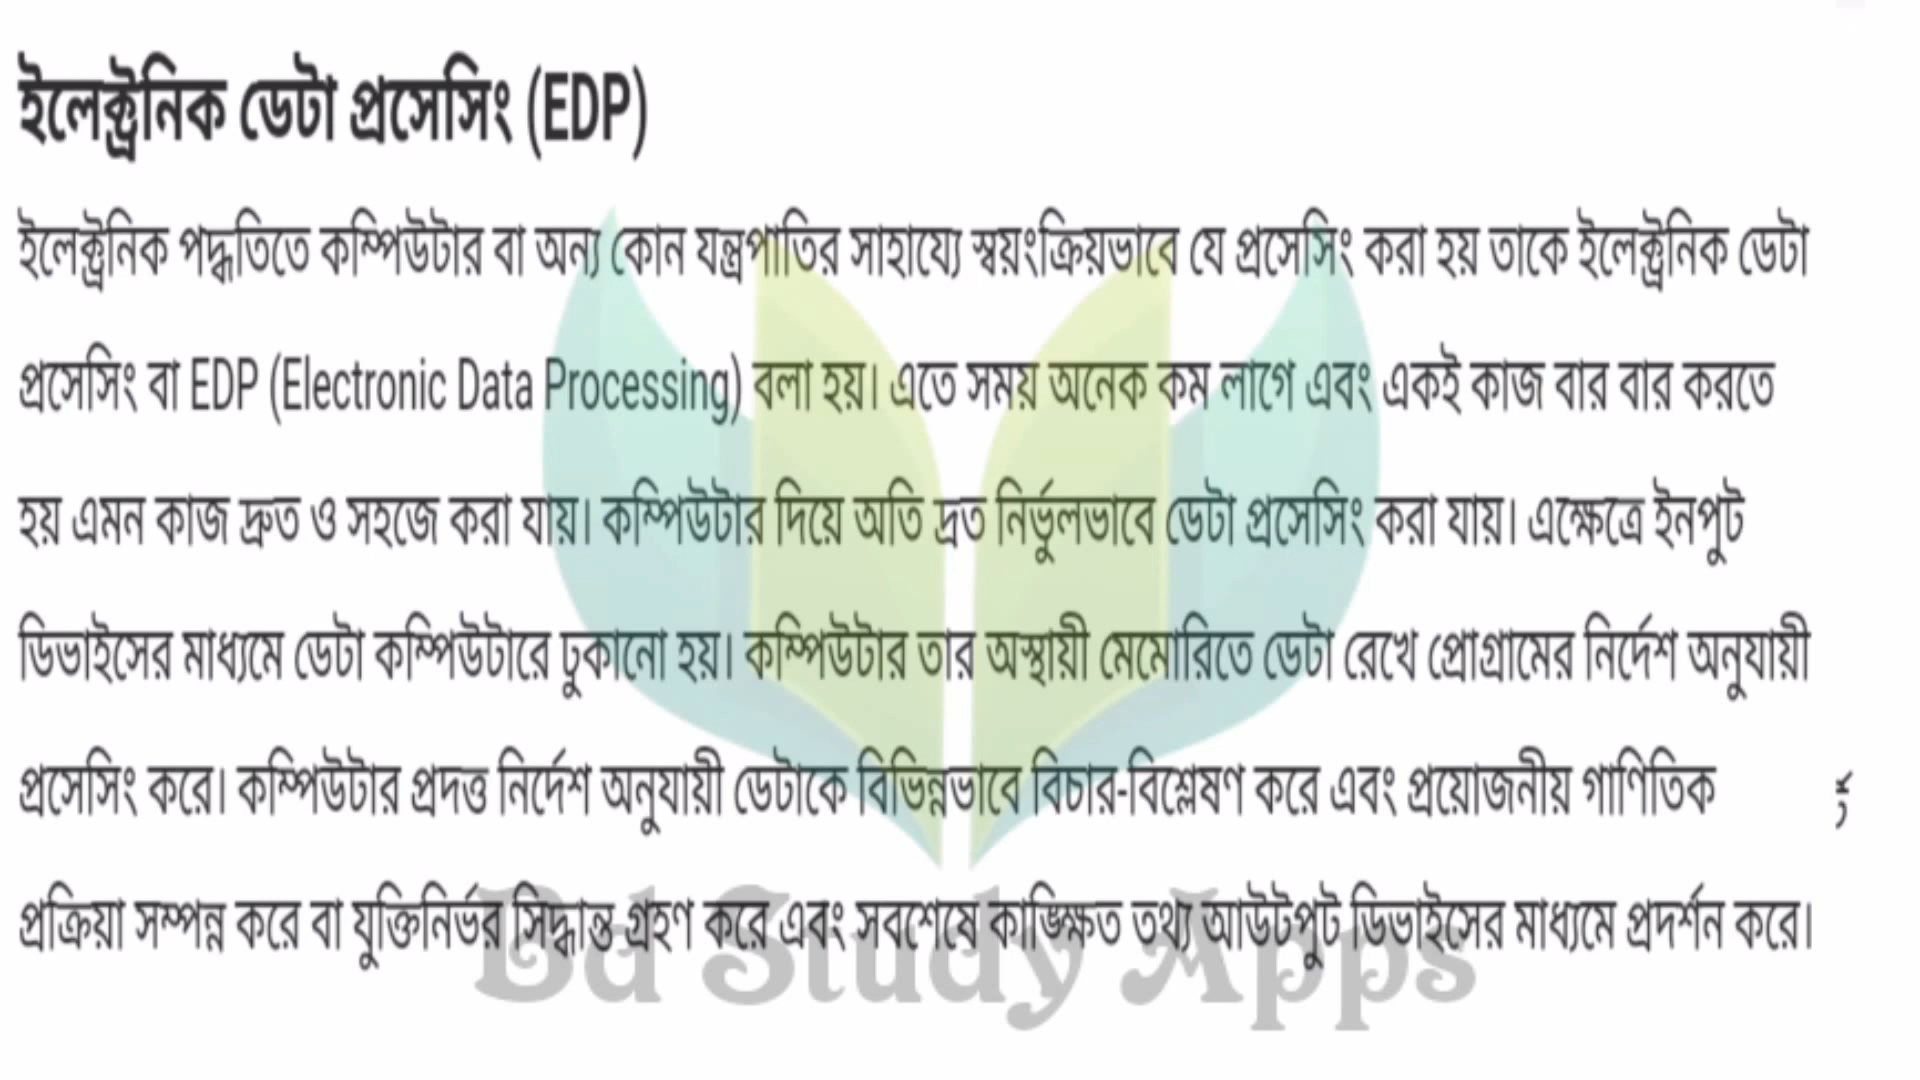 ইলেক্ট্রনিক ডেটা প্রসেসিং (EDP)
ইলেক্ট্রনিক পদ্ধতিতে কম্পিউটার বা অন্য কোন যন্ত্রপাতির সাহায্যে স্বয়ংক্রিয়ভাবে যে প্রসেসিং করা হয় তাকে ইলেক্ট্রনিক ডেটা
প্রসেসিং বা EDP (Electronic Data Processing) বলা হয়। এতে সময় অনেক কম লাগে এবং একই কাজ বার বার করতে
হয় এমন কাজ দ্রুত ও সহজে করা যায়। কম্পিউটার দিয়ে অতি দ্রত নির্ভুলভাবে ডেটা প্রসেসিং করা যায়। এক্ষেত্রে ইনপুট
ডিভাইসের মাধ্যমে ডেটা কম্পিউটারে ঢুকানো হয়। কম্পিউটার তার অস্থায়ী মেমোরিতে ডেটা রেখে প্রোগ্রামের নির্দেশ অনুযায়ী
প্রসেসিং করে। কম্পিউটার প্রদত্ত নির্দেশ অনুযায়ী ডেটাকে বিভিন্নভাবে বিচার-বিশ্লেষণ করে এবং প্রয়োজনীয় গাণিতিক
প্রক্রিয়া সম্পন্ন করে বা যুক্তিনির্ভর সিদ্ধান্ত গ্রহণ করে এবং সবশেষে কাঙ্ক্ষিত তথ্য আউটপুট ডিভাইসের মাধ্যমে প্রদর্শন করে।
Bd Study Apps